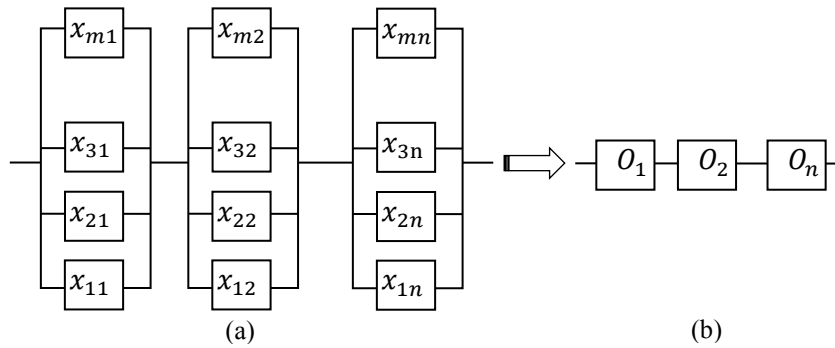 x_{m1} x_{m2} x_{mn}
x_{31} x_{32} x_{3n}
O_1 O_2 O_n
x_{21} x_{22} x_{2n}
x_{11} x_{12} x_{1n}
(a) (b)